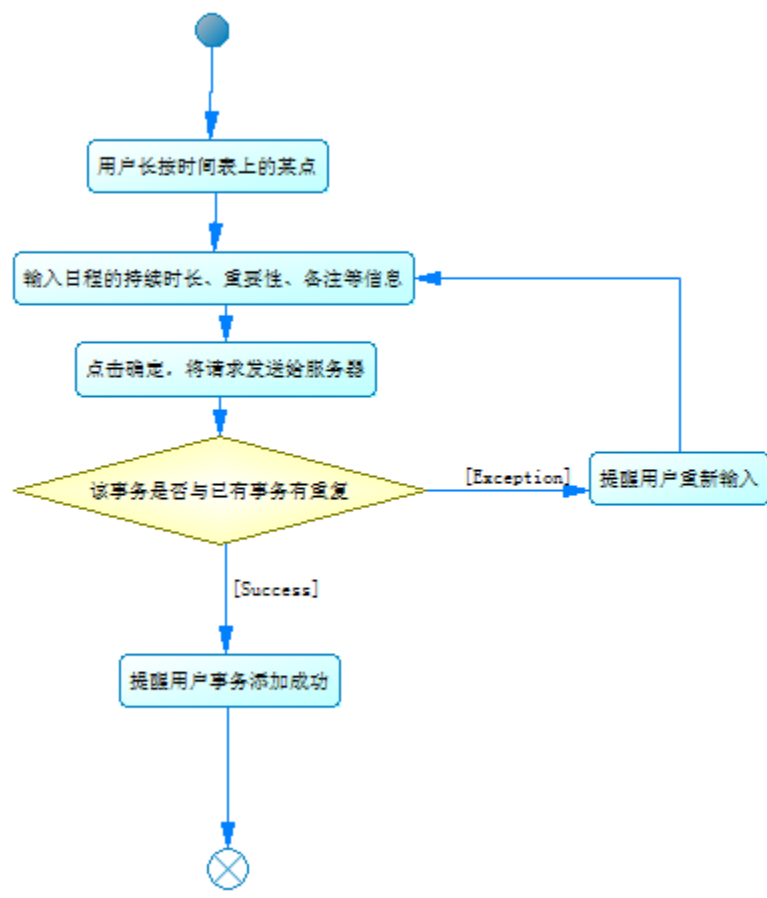 用户长按时间表上的某点
输入日程的持续时长、重要性、备注等信息
点击确定，将请求发送给服务器
该事务是否与已有事务有重复
[Exception]
提醒用户重新输入
[Success]
提醒用户事务添加成功